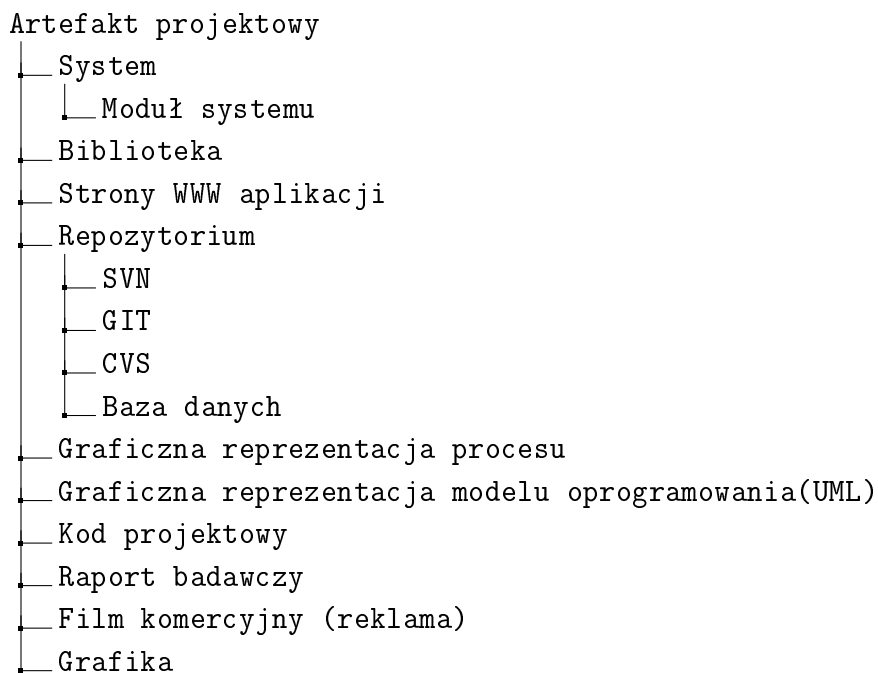 Artefakt projektowy
System
Moduł systemu
Biblioteka
Strony WWW aplikacji
Repozytorium
SVN
GIT
CVS
Baza danych
Graficzna reprezentacja procesu
Graficzna reprezentacja modelu oprogramowania(UML)
Kod projektowy
Raport badawczy
Film komercyjny (reklama)
Grafika